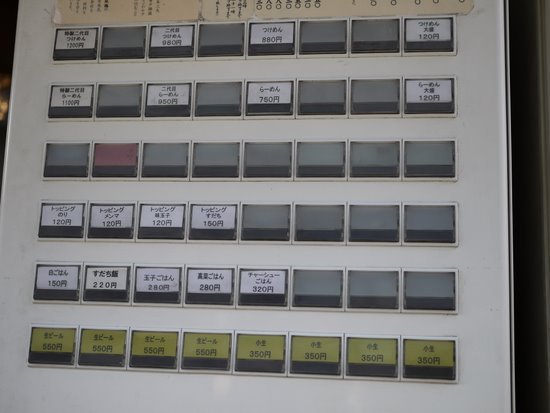 特製二代目
つけめん
1200円
二代目
つけめん
980円
つけめん
880円
つけめん
大盛
120円
特製二代目
らーめん
1100円
二代目
らーめん
950円
らーめん
760円
らーめん
大盛
120円
トッピング
のり
120円
トッピング
メンマ
120円
トッピング
味玉子
120円
トッピング
すだち
150円
白ごはん
150円
すだち飯
220円
玉子ごはん
280円
高菜ごはん
280円
チャーシュー
ごはん
320円
生ビール
550円
生ビール
550円
生ビール
550円
生ビール
550円
小生
350円
小生
350円
小生
350円
小生
350円